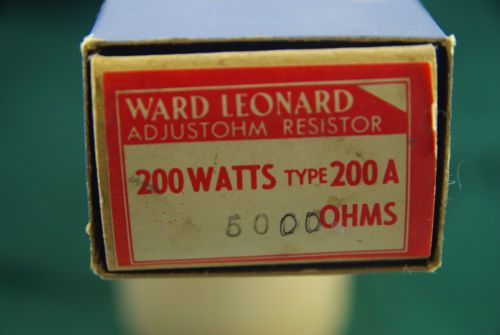 WARD LEONARD
ADJUSTOHM RESISTOR
200 WATTS TYPE 200 A
5000 OHMS